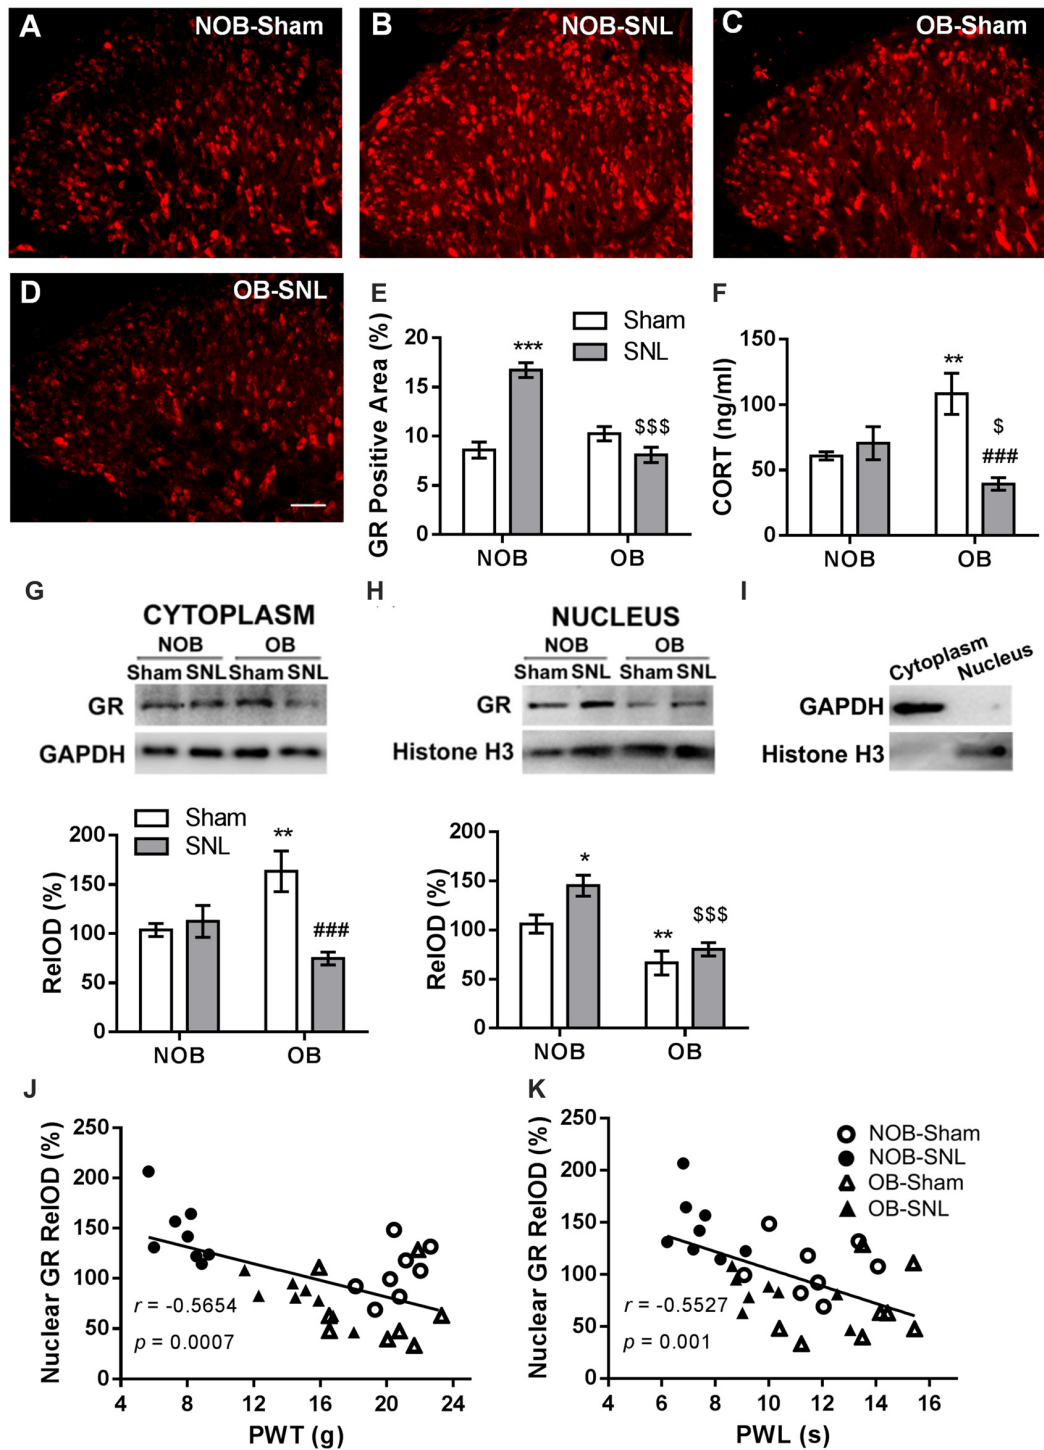 A
NOB-Sham
B
NOB-SNL
C
OB-Sham
D
OB-SNL
E
GR Positive Area (%)
20
15
10
5
0
Sham
SNL
***
$$$
NOB
OB
F
CORT (ng/ml)
150
100
50
0
**
$
###
NOB
OB
G
CYTOPLASM
NOB OB
Sham SNL Sham SNL
GR
GAPDH
H
NUCLEUS
NOB OB
Sham SNL Sham SNL
GR
Histone H3
I
Cytoplasm
Nucleus
GAPDH
Histone H3
RelOD (%)
200
150
100
50
0
Sham
SNL
**
###
NOB
OB
RelOD (%)
200
150
100
50
0
*
**
$$$
NOB
OB
J
Nuclear GR RelOD (%)
250
200
150
100
50
0
r = -0.5654
p = 0.0007
4 8 12 16 20 24
PWT (g)
K
Nuclear GR RelOD (%)
250
200
150
100
50
0
NOB-Sham
NOB-SNL
OB-Sham
OB-SNL
r = -0.5527
p = 0.001
4 6 8 10 12 14 16
PWL (s)